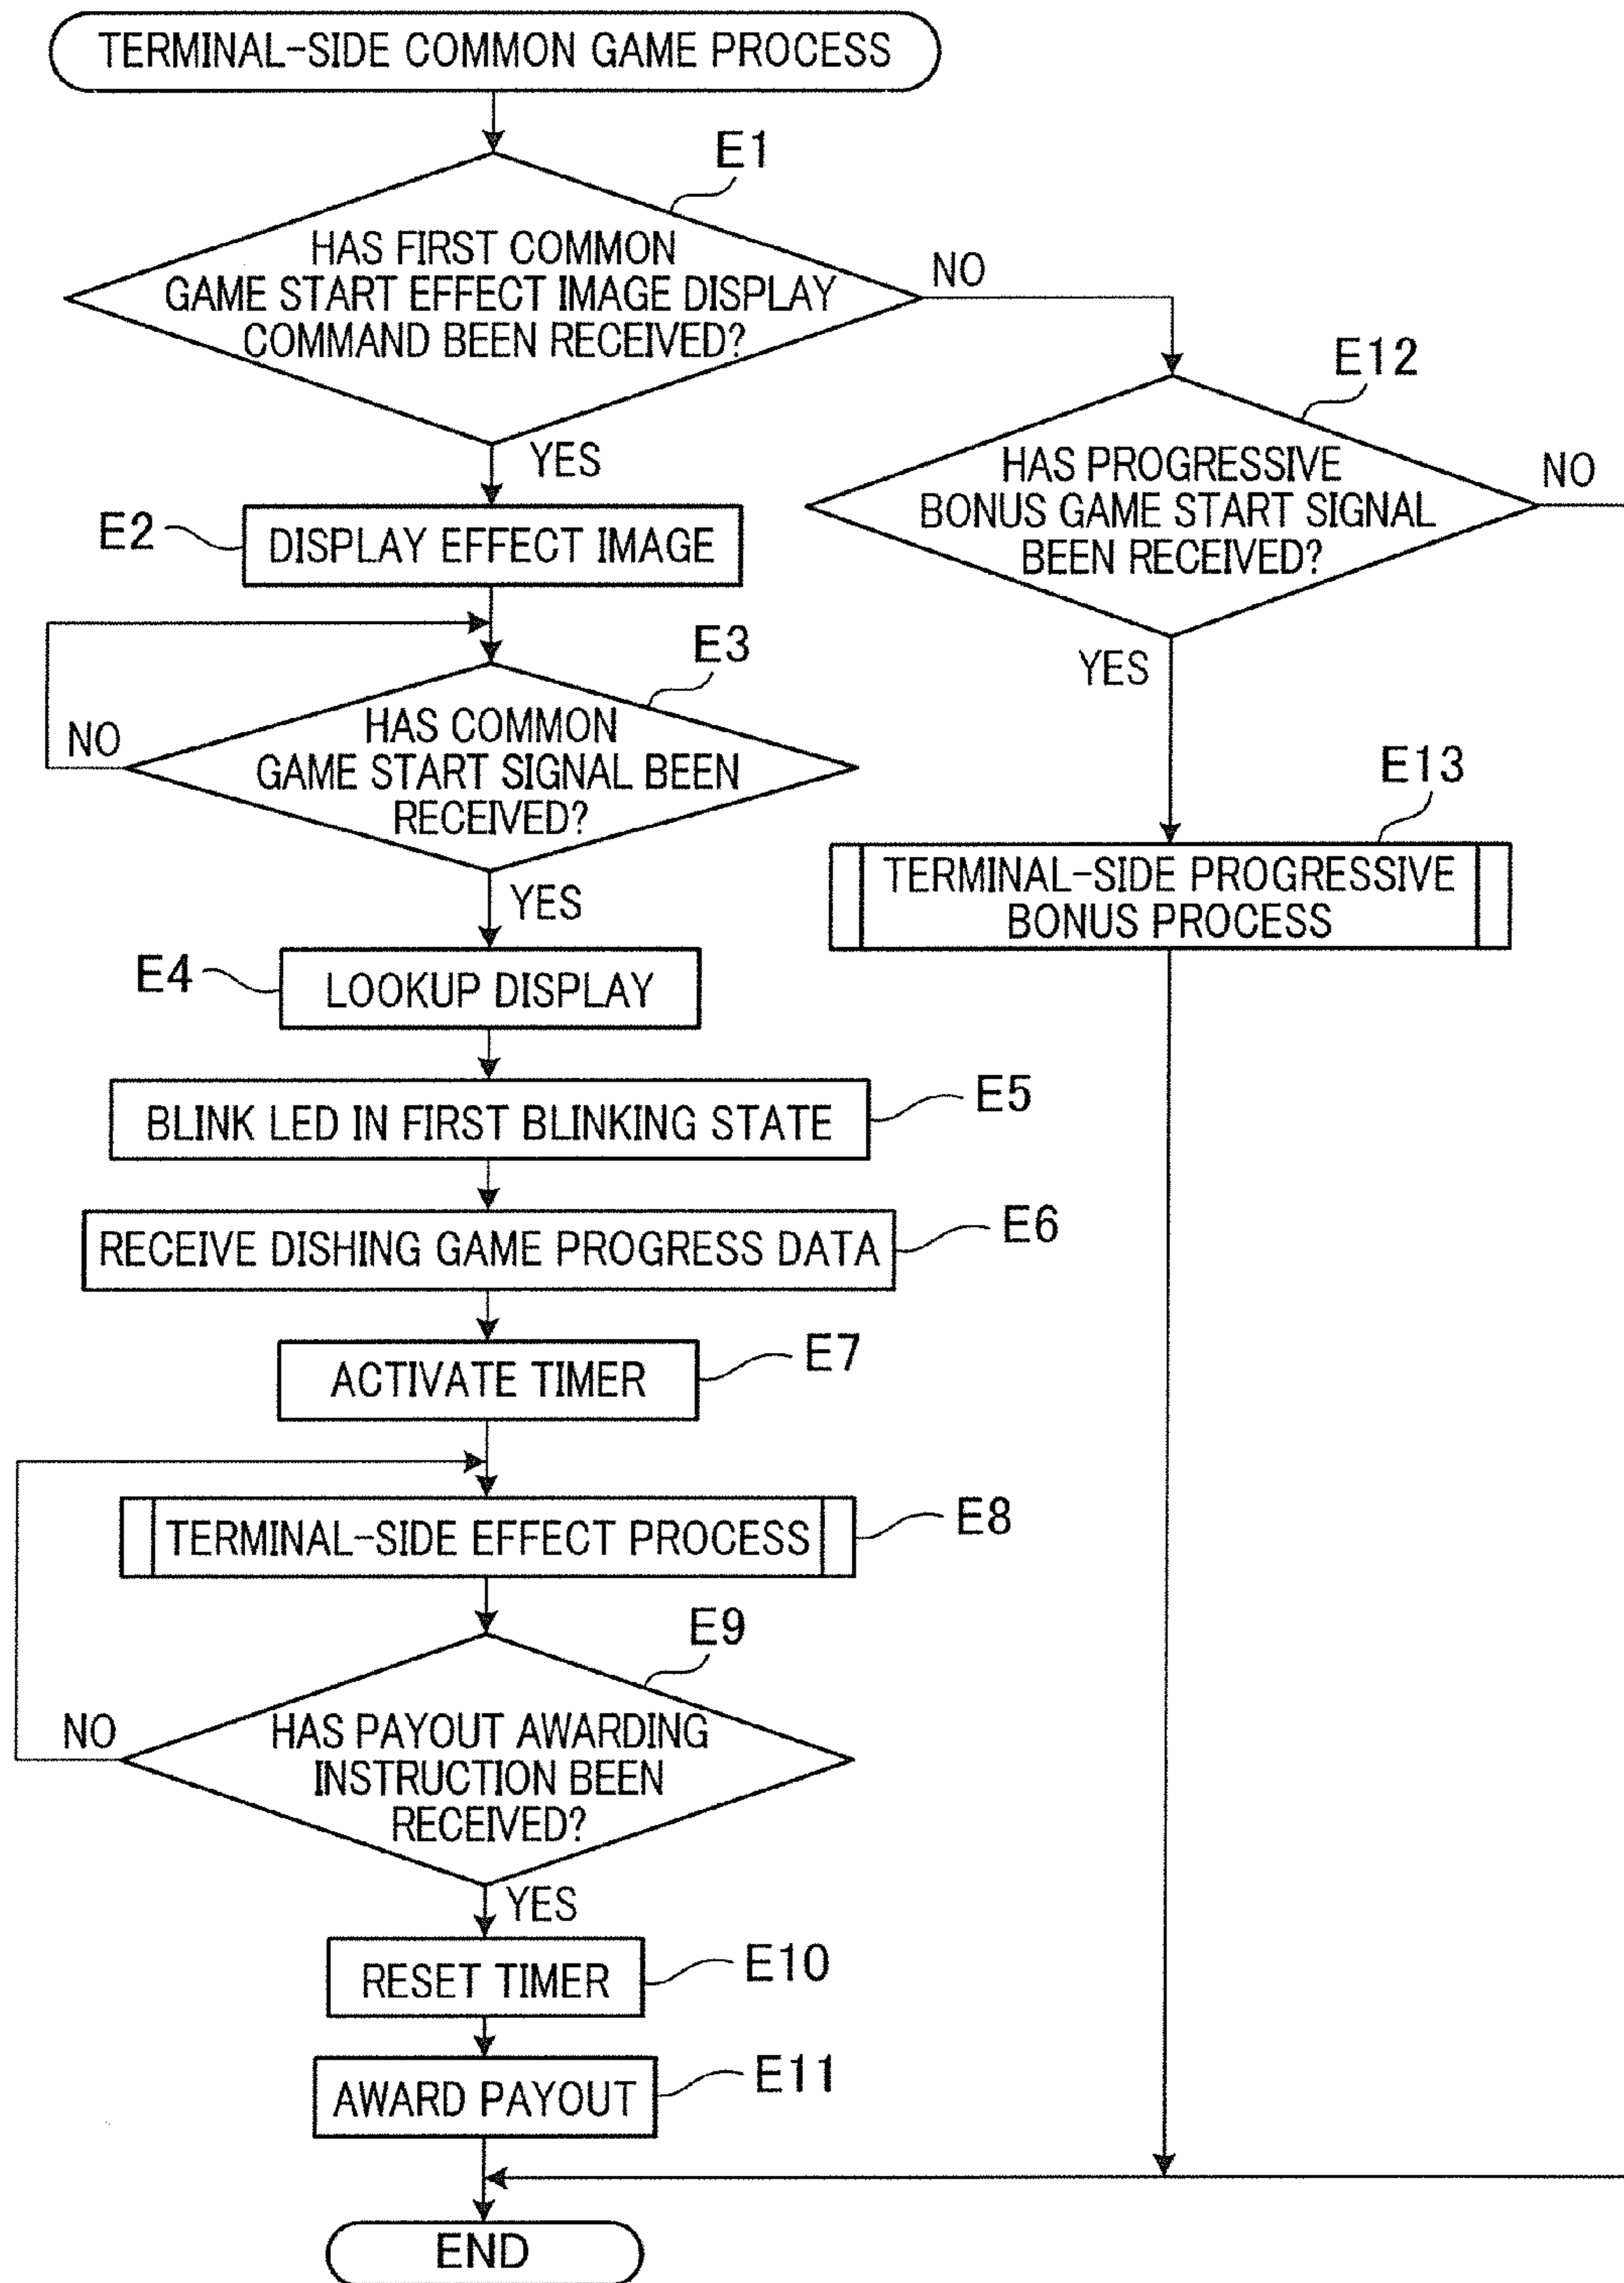 TERMINAL-SIDE COMMON GAME PROCESS
E1
HAS FIRST COMMON
GAME START EFFECT IMAGE DISPLAY
COMMAND BEEN RECEIVED?
NO
YES
E12
HAS PROGRESSIVE
BONUS GAME START SIGNAL
BEEN RECEIVED?
NO
YES
E2
DISPLAY EFFECT IMAGE
E3
HAS COMMON
GAME START SIGNAL BEEN
RECEIVED?
NO
YES
E13
TERMINAL-SIDE PROGRESSIVE
BONUS PROCESS
E4
LOOKUP DISPLAY
BLINK LED IN FIRST BLINKING STATE
E5
RECEIVE DISHING GAME PROGRESS DATA
E6
ACTIVATE TIMER
E7
TERMINAL-SIDE EFFECT PROCESS
E8
E9
HAS PAYOUT AWARDING
INSTRUCTION BEEN
RECEIVED?
NO
YES
RESET TIMER
E10
AWARD PAYOUT
E11
END